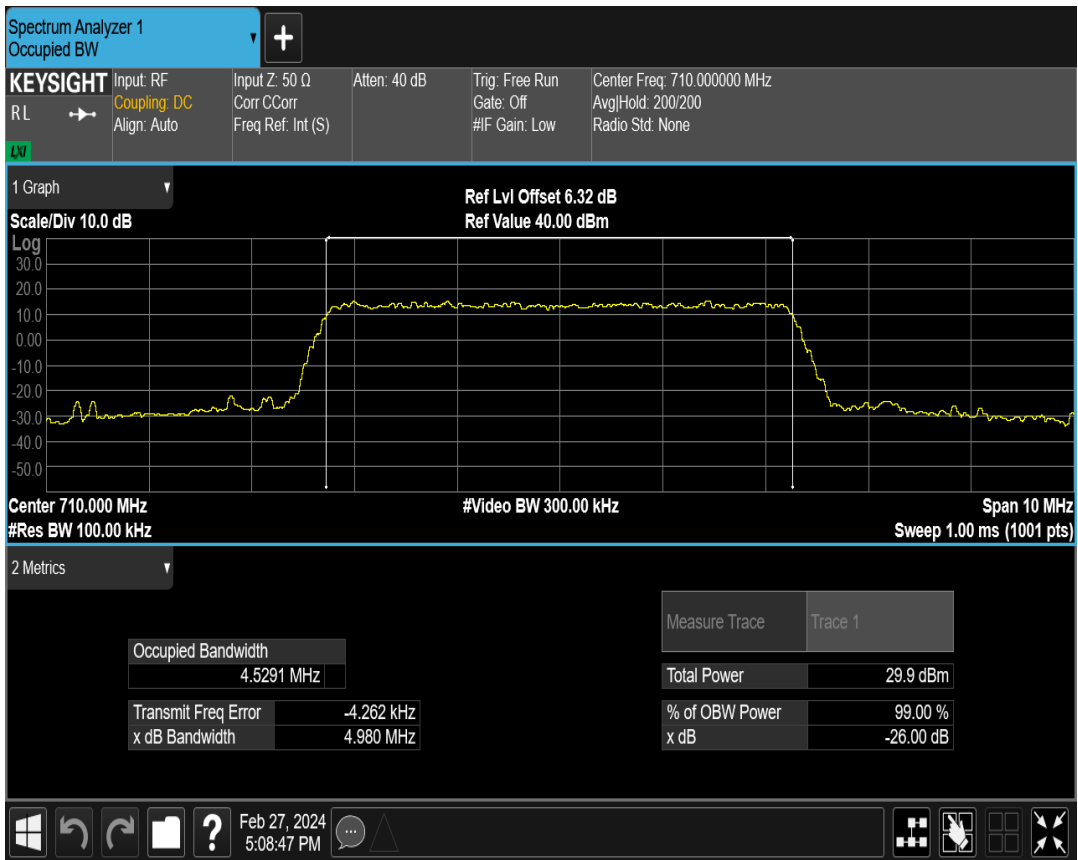 Spectrum Analyzer 1
Occupied BW
+
KEYSIGHT
RL
LXI
Input: RF
Coupling: DC
Align: Auto
Input Z: 50 Ω
Corr CCorr
Freq Ref: Int (S)
Atten: 40 dB
Trig: Free Run
Gate: Off
#IF Gain: Low
Center Freq: 710.000000 MHz
Avg|Hold: 200/200
Radio Std: None
1 Graph
Scale/Div 10.0 dB
Ref Lvl Offset 6.32 dB
Ref Value 40.00 dBm
Log
30.0
20.0
10.0
0.00
-10.0
-20.0
-30.0
-40.0
-50.0
Center 710.000 MHz
#Res BW 100.00 kHz
#Video BW 300.00 kHz
Span 10 MHz
Sweep 1.00 ms (1001 pts)
2 Metrics
Occupied Bandwidth
4.5291 MHz
Transmit Freq Error -4.262 kHz
x dB Bandwidth 4.980 MHz
Measure Trace Trace 1
Total Power 29.9 dBm
% of OBW Power 99.00 %
x dB -26.00 dB
?
Feb 27, 2024
5:08:47 PM